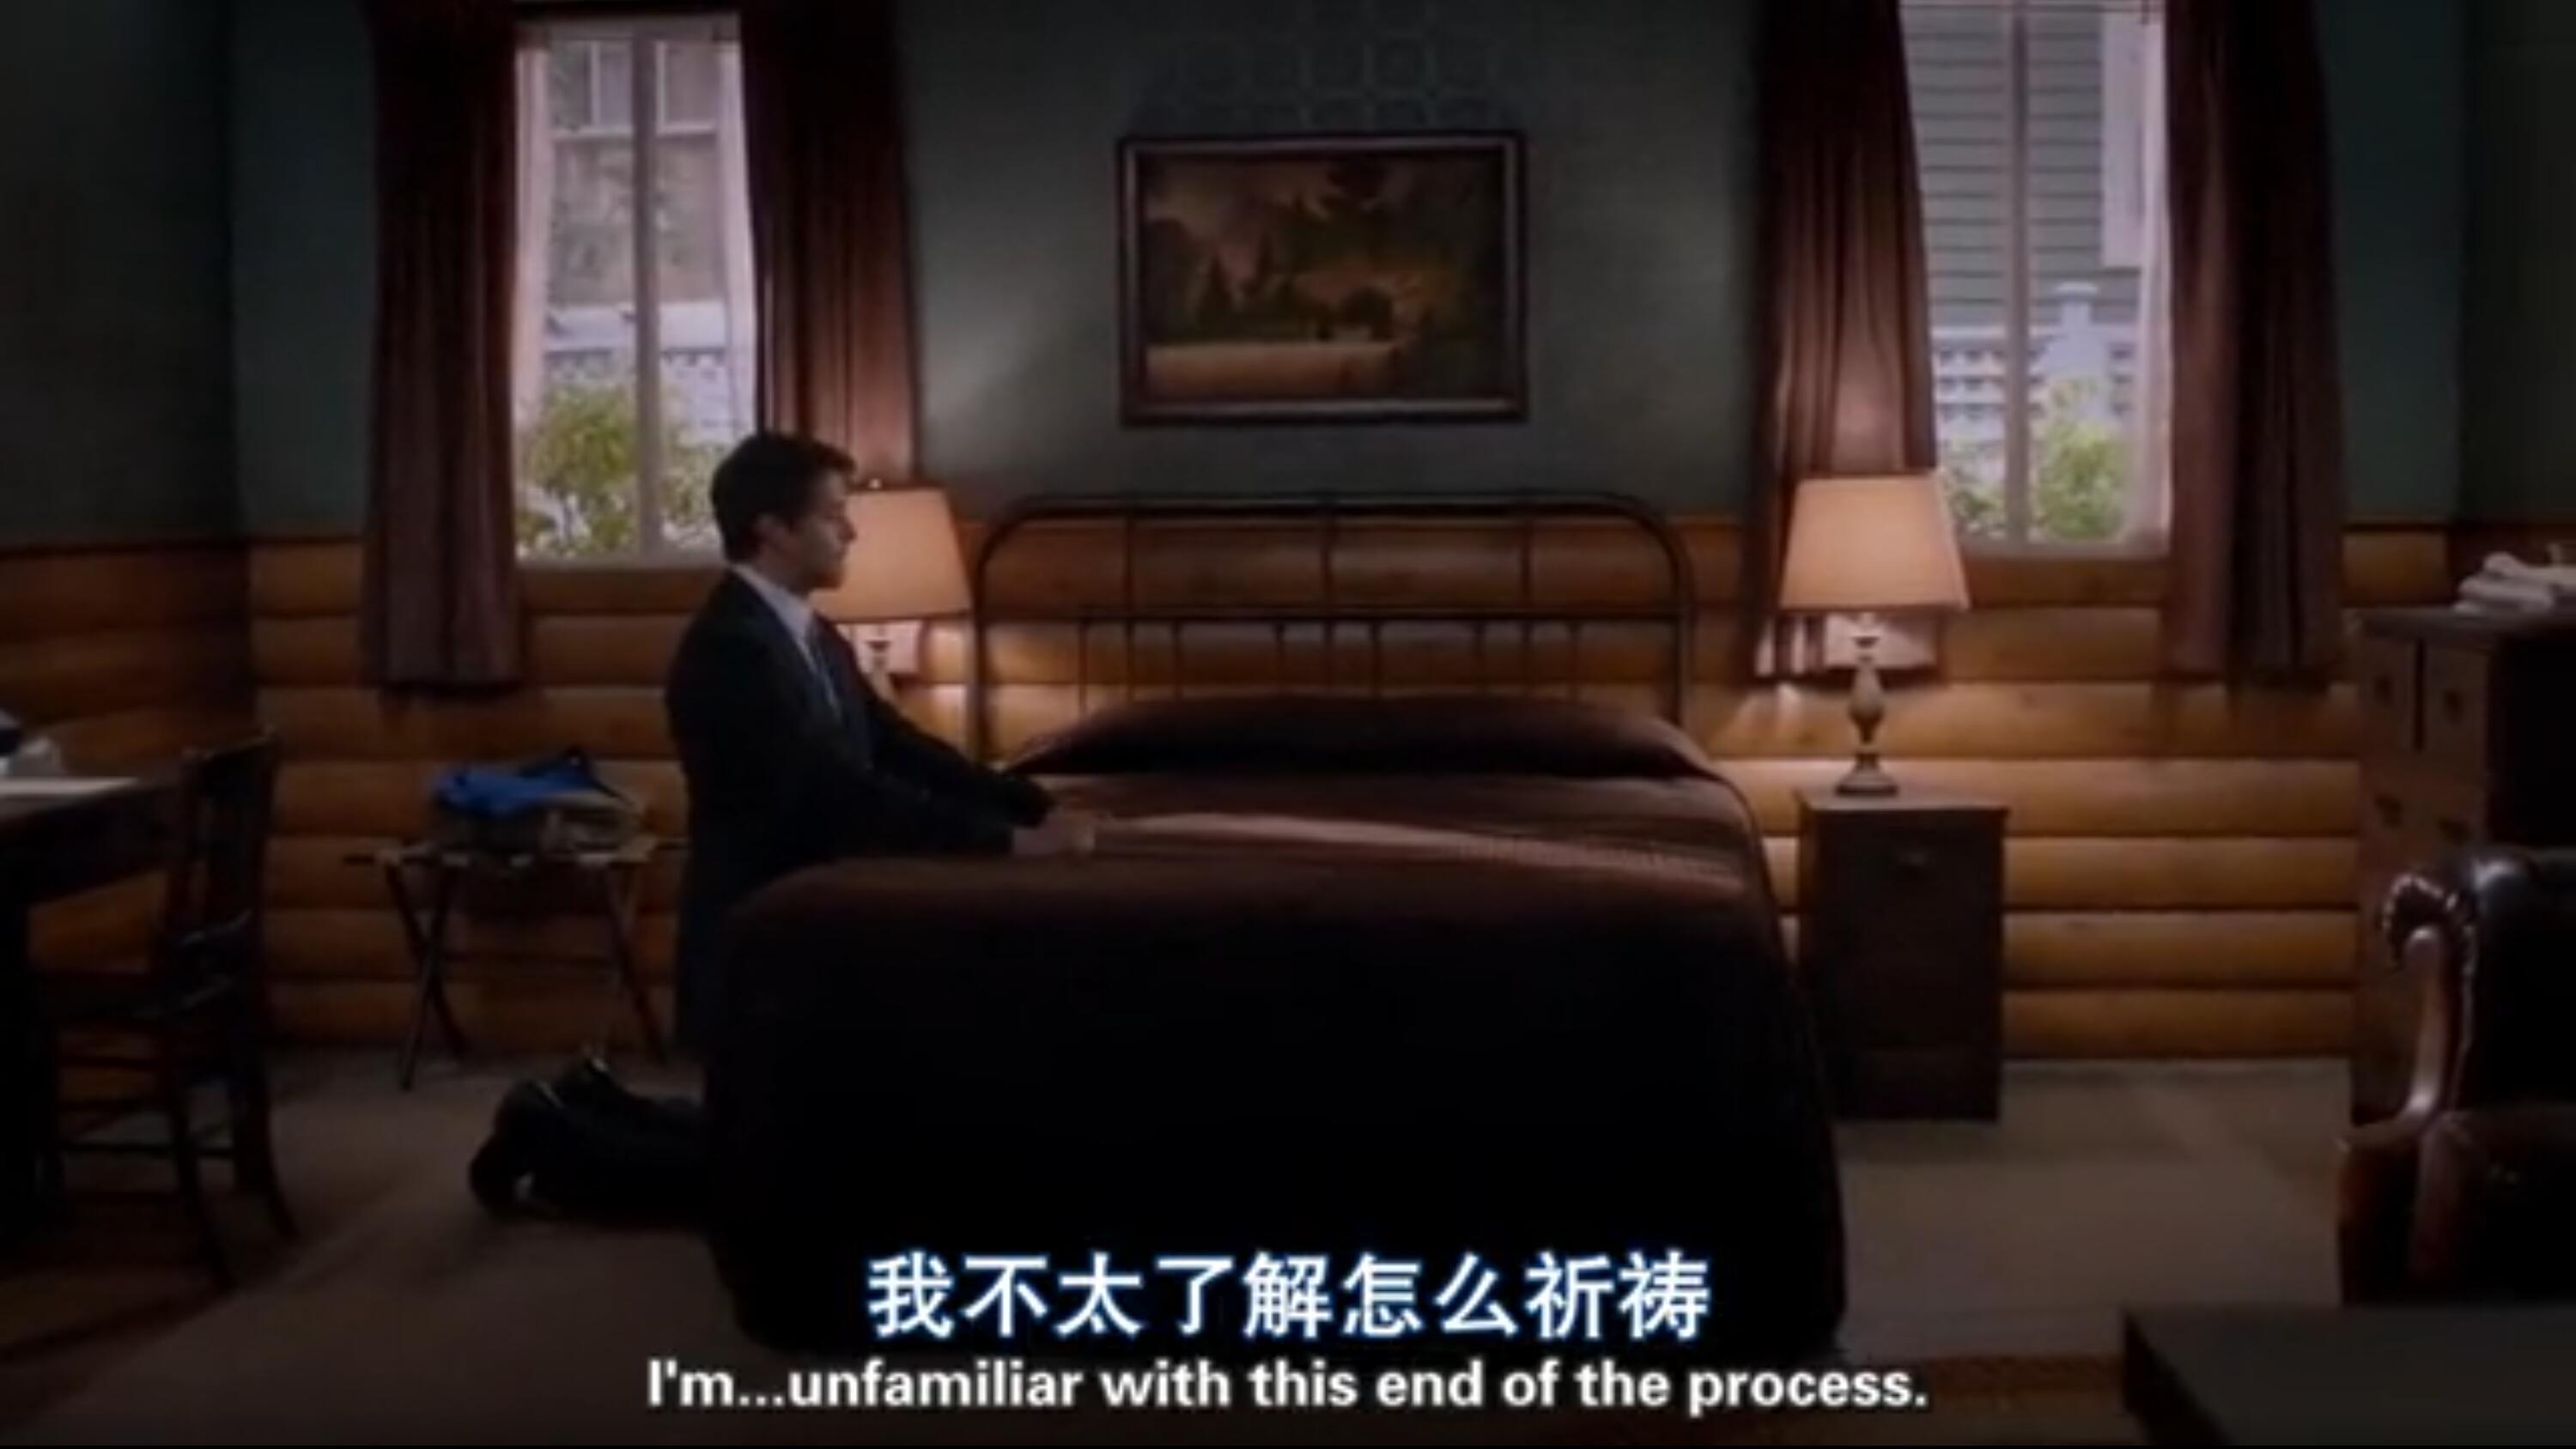 我不太了解怎么祈祷
I'm...unfamiliar with this end of the process.